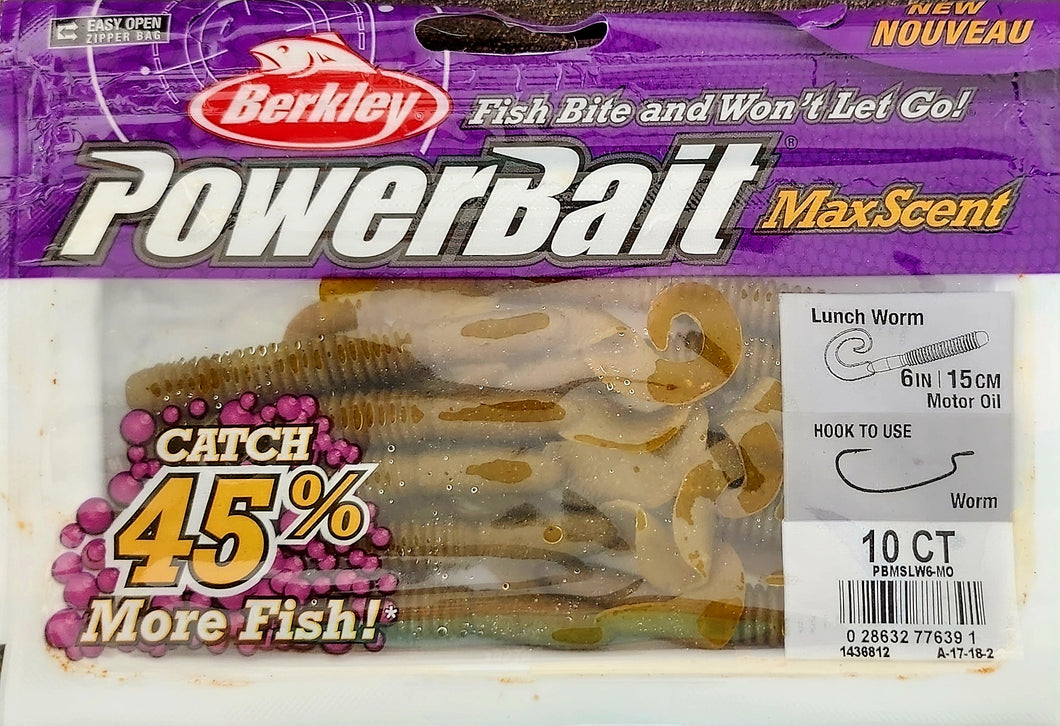 EASY OPEN
ZIPPER BAG
NEW
NOUVEAU
Berkley®
Fish Bite and Won't Let Go!
PowerBait®
MaxScent
Lunch Worm
6IN | 15CM
Motor Oil
HOOK TO USE
Worm
CATCH
45%
More Fish!*
10 CT
PBMSLW6-MO
0 28632 77639 1
1436812 A-17-18-2